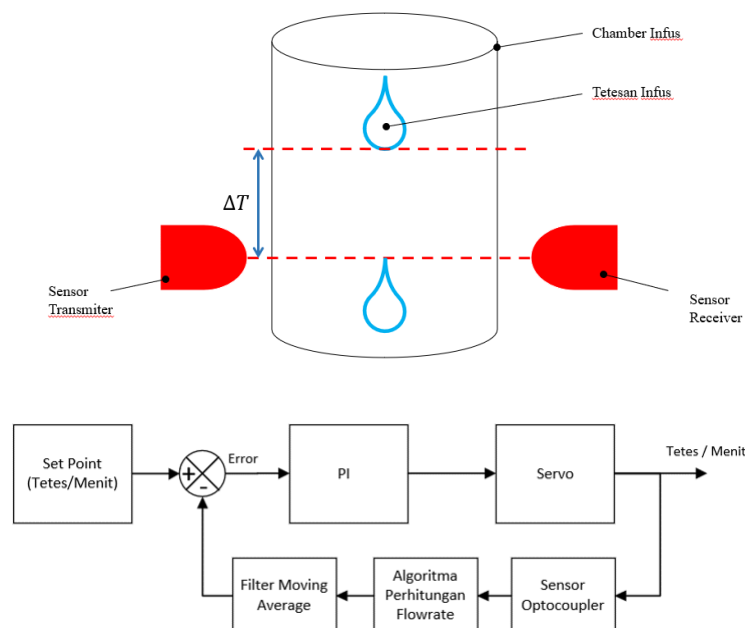 Chamber Infus
Tetesan Infus
ΔT
Sensor
Transmiter
Sensor
Receiver
Set Point
(Tetes/Menit)
+
-
Error
PI
Servo
Tetes / Menit
Filter Moving
Average
Algoritma
Perhitungan
Flowrate
Sensor
Optocoupler